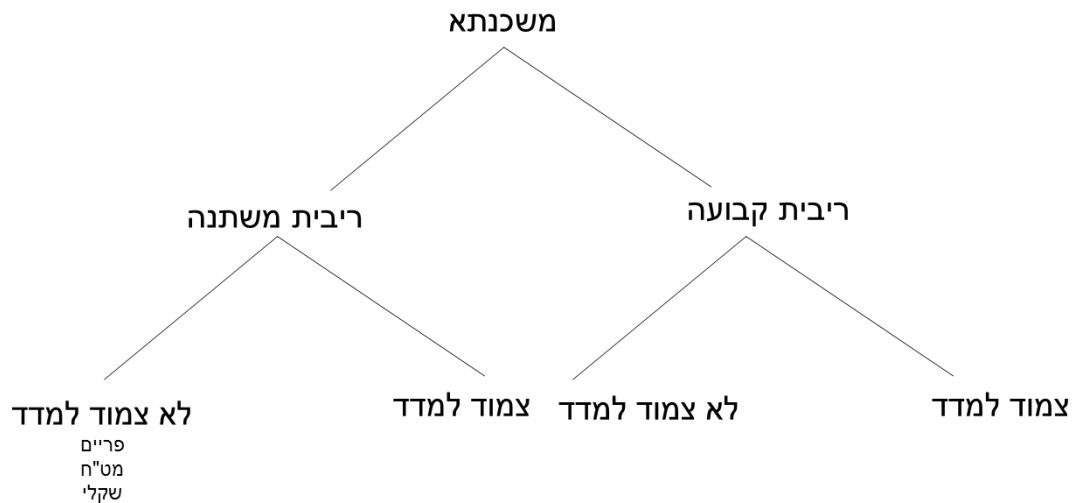 משכנתא
ריבית קבועה
ריבית משתנה
צמוד למדד
לא צמוד למדד
צמוד למדד
לא צמוד למדד
פריים
מט"ח
שקלי